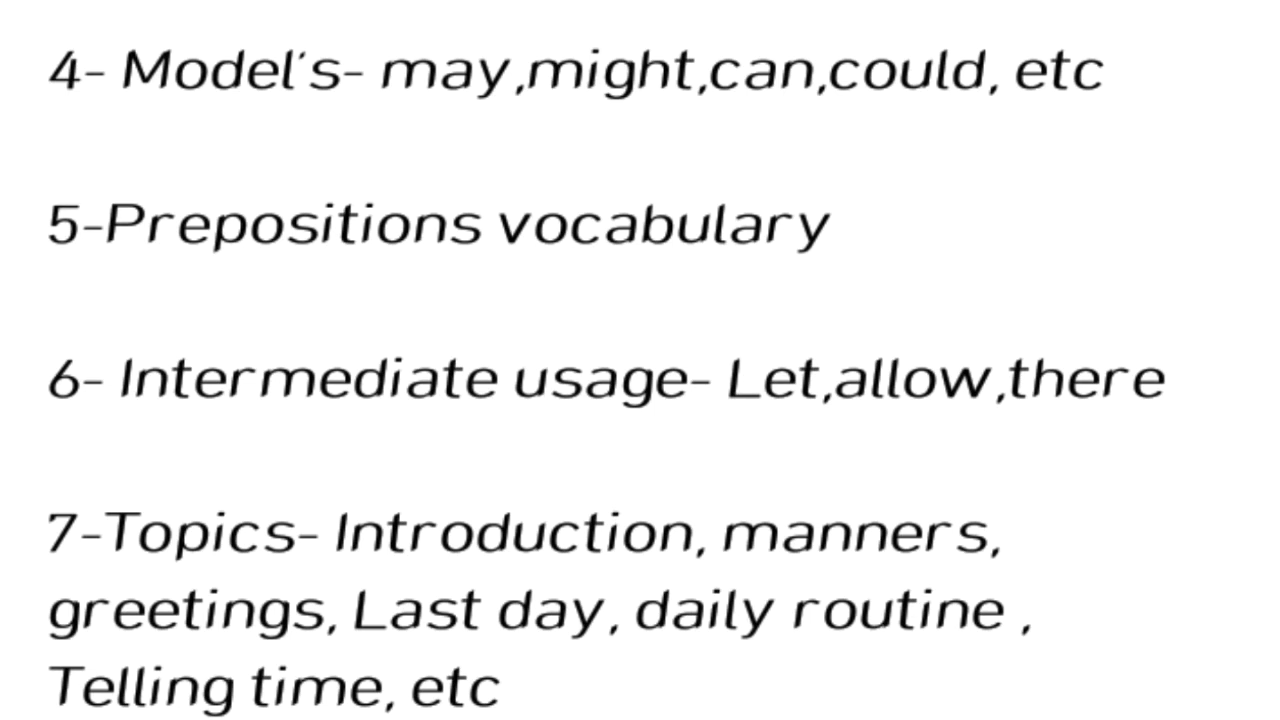 4- Model's- may,might,can,could, etc
5-Prepositions vocabulary
6- Intermediate usage- Let,allow,there
7-Topics- Introduction, manners,
greetings, Last day, daily routine ,
Telling time, etc